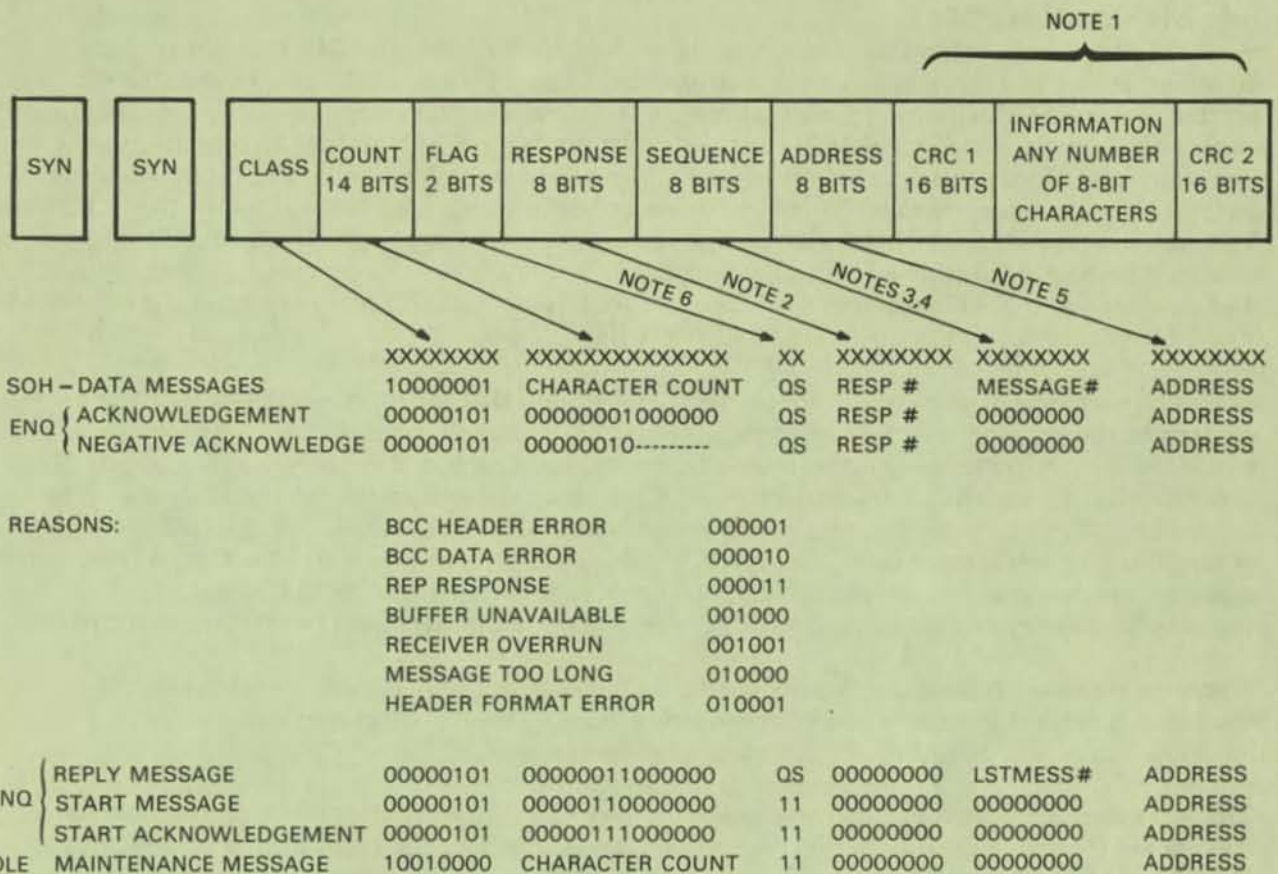 NOTE 1
SYN SYN CLASS COUNT 14 BITS FLAG 2 BITS RESPONSE 8 BITS SEQUENCE 8 BITS ADDRESS 8 BITS CRC 1 16 BITS INFORMATION ANY NUMBER OF 8-BIT CHARACTERS CRC 2 16 BITS
NOTE 6 NOTE 2 NOTES 3,4 NOTE 5
XXXXXXXX XXXXXXXXXXXXXX XX XXXXXXXX XXXXXXXX XXXXXXXX
SOH – DATA MESSAGES 10000001 CHARACTER COUNT QS RESP # MESSAGE# ADDRESS
ENQ { ACKNOWLEDGEMENT 00000101 00000001000000 QS RESP # 00000000 ADDRESS
NEGATIVE ACKNOWLEDGE 00000101 00000010--------- QS RESP # 00000000 ADDRESS
REASONS: BCC HEADER ERROR 000001
BCC DATA ERROR 000010
REP RESPONSE 000011
BUFFER UNAVAILABLE 001000
RECEIVER OVERRUN 001001
MESSAGE TOO LONG 010000
HEADER FORMAT ERROR 010001
REPLY MESSAGE 00000101 00000011000000 QS 00000000 LSTMESS# ADDRESS
NQ { START MESSAGE 00000101 00000110000000 11 00000000 00000000 ADDRESS
START ACKNOWLEDGEMENT 00000101 00000111000000 11 00000000 00000000 ADDRESS
OLE MAINTENANCE MESSAGE 10010000 CHARACTER COUNT 11 00000000 00000000 ADDRESS